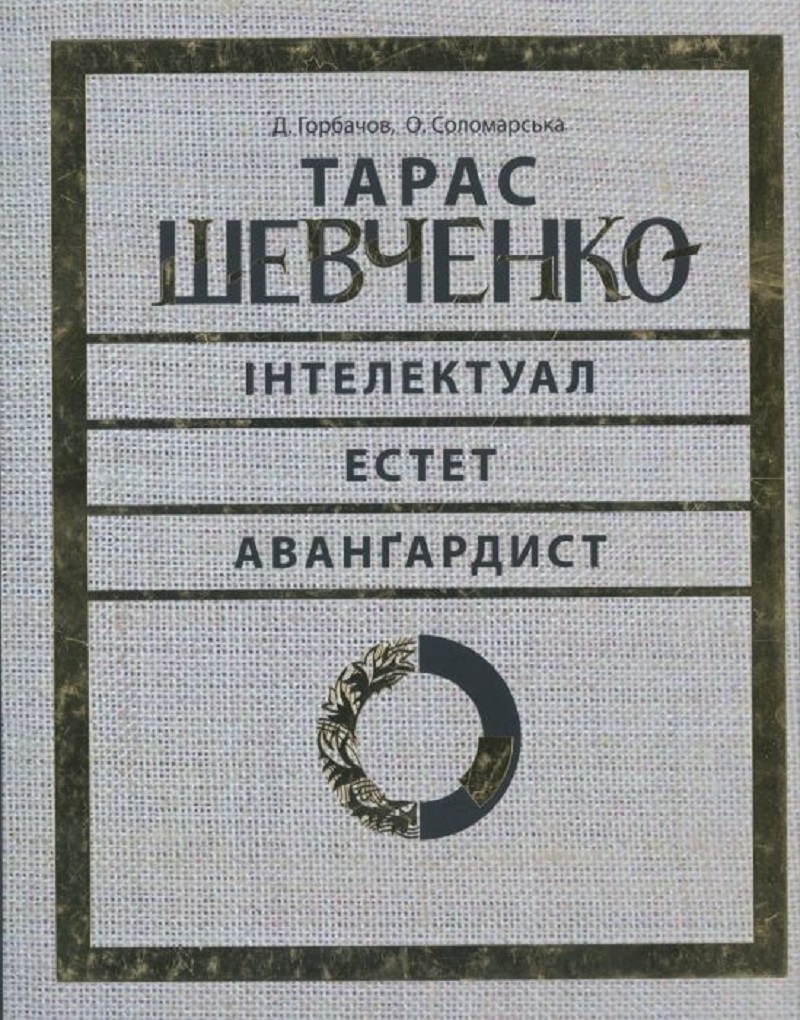 Д. Горбачов, О. Соломарська
ТАРАС
ШЕВЧЕНКО
ІНТЕЛЕКТУАЛ
ЕСТЕТ
АВАНҐАРДИСТ